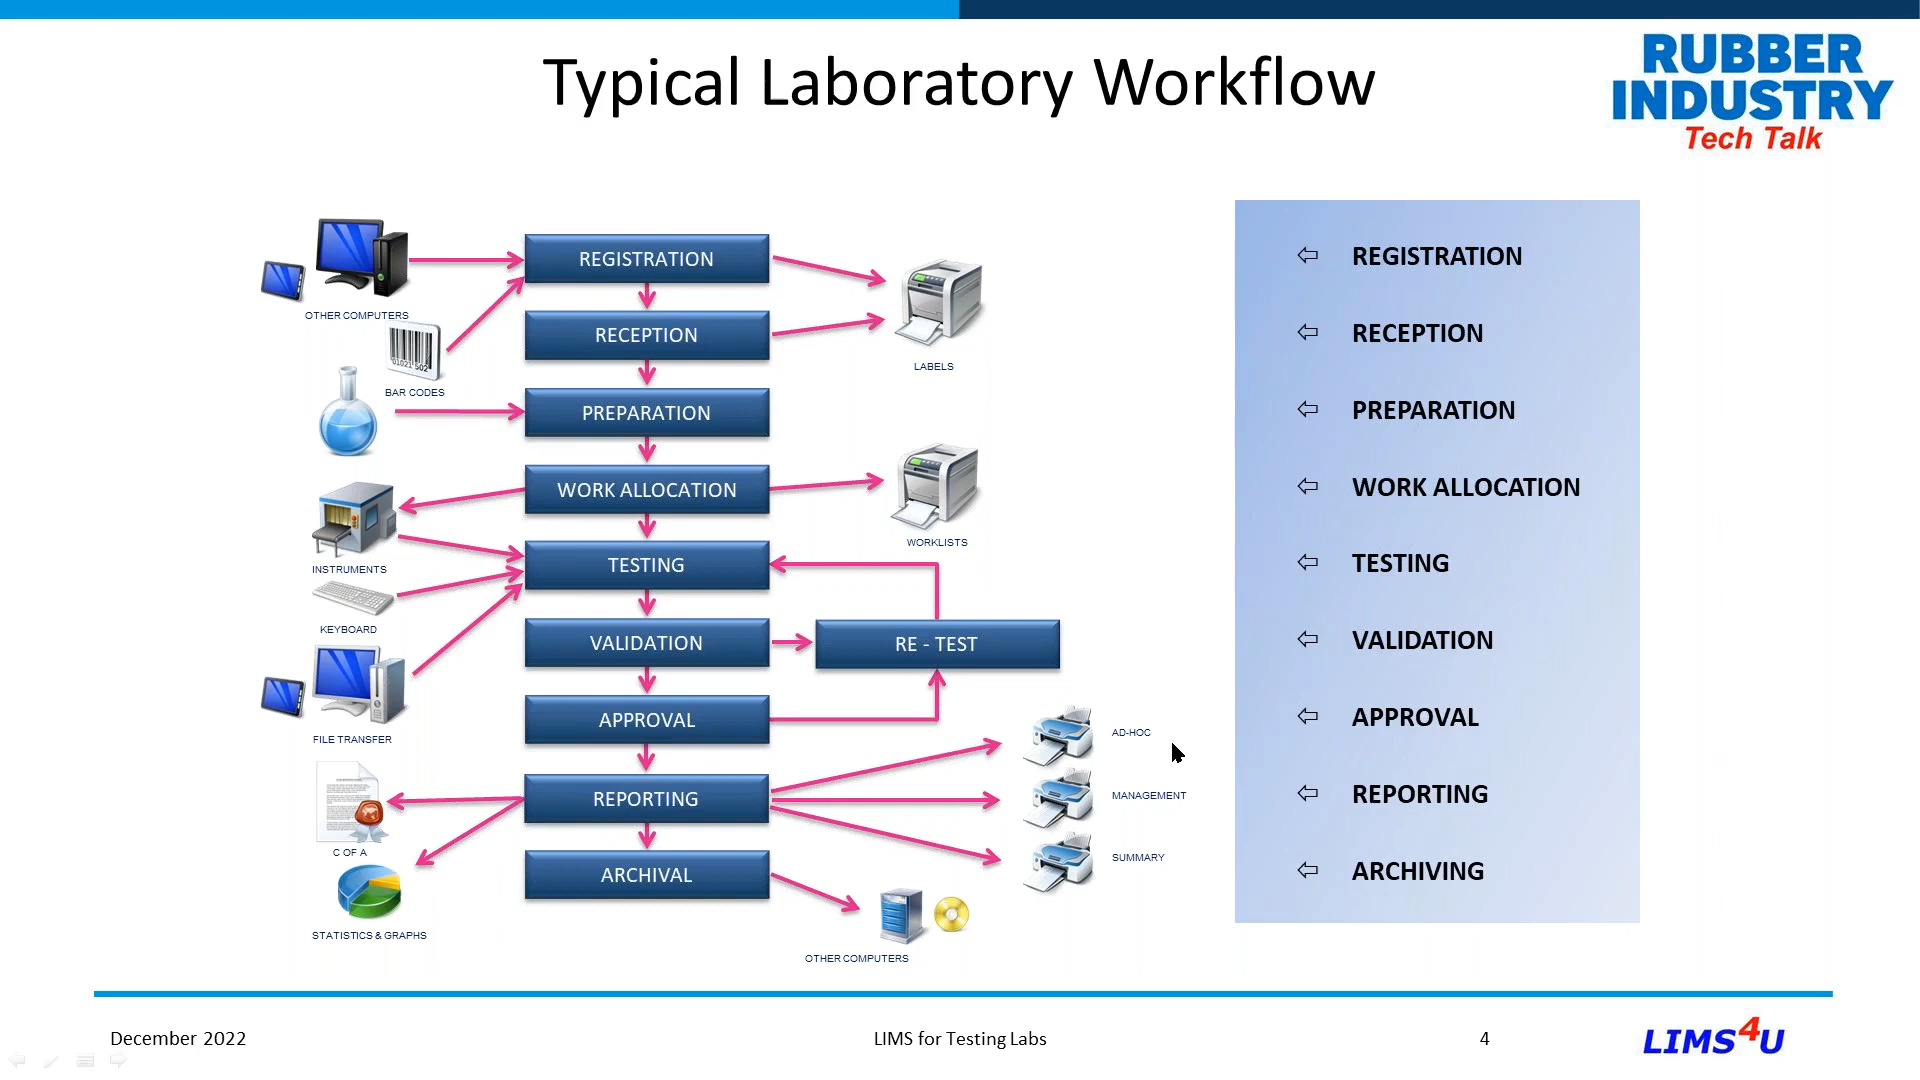 Typical Laboratory Workflow
RUBBER
INDUSTRY
Tech Talk
REGISTRATION
OTHER COMPUTERS
RECEPTION
01021 502
LABELS
BAR CODES
PREPARATION
WORK ALLOCATION
WORKLISTS
TESTING
INSTRUMENTS
KEYBOARD
VALIDATION
RE - TEST
APPROVAL
FILE TRANSFER
AD-HOC
REPORTING
MANAGEMENT
C OF A
SUMMARY
ARCHIVAL
STATISTICS & GRAPHS
OTHER COMPUTERS
REGISTRATION
RECEPTION
PREPARATION
WORK ALLOCATION
TESTING
VALIDATION
APPROVAL
REPORTING
ARCHIVING
December 2022
LIMS for Testing Labs
4
LIMS4U